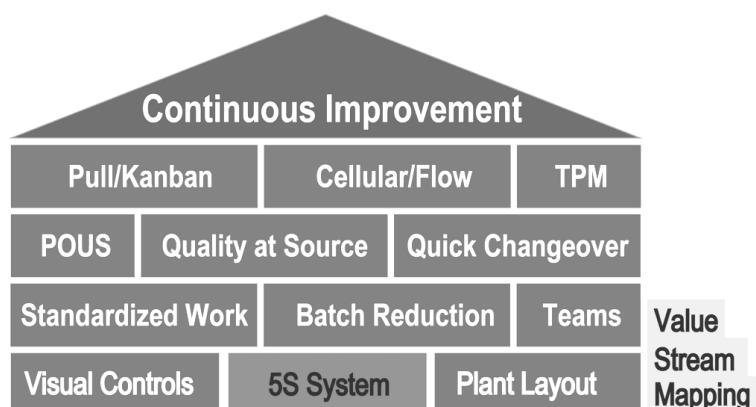 Continuous Improvement
Pull/Kanban Cellular/Flow TPM
POUS Quality at Source Quick Changeover
Standardized Work Batch Reduction Teams
Visual Controls 5S System Plant Layout
Value
Stream
Mapping